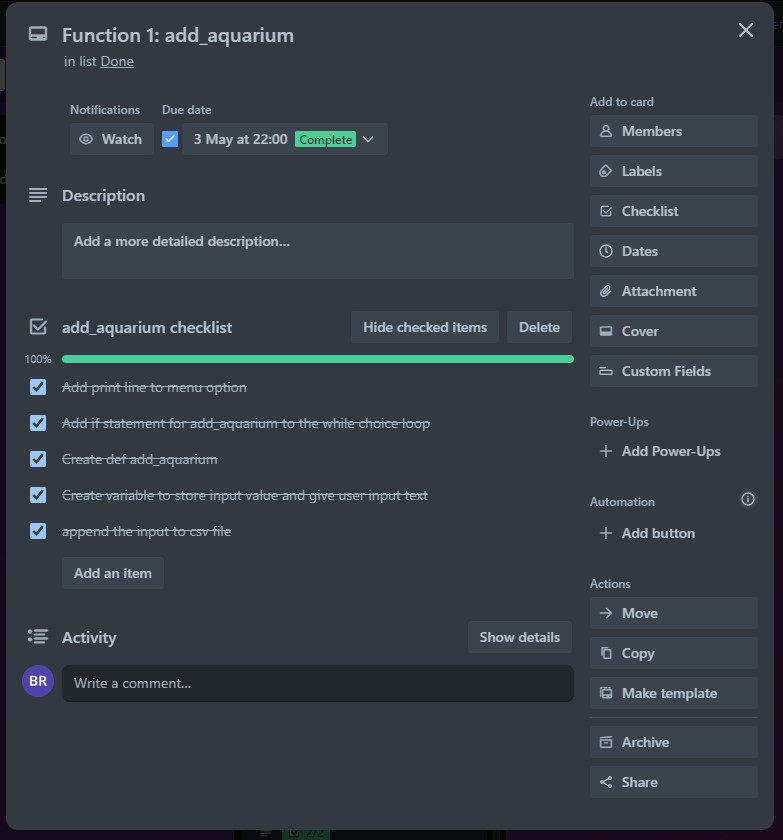 Function 1: add_aquarium
in list Done
Notifications
Due date
Watch
3 May at 22:00 Complete
Description
Add a more detailed description...
add_aquarium checklist
Hide checked items
Delete
100%
Add print line to menu option
Add if statement for add_aquarium to the while choice loop
Create def add_aquarium
Create variable to store input value and give user input text
append the input to csv file
Add an item
Activity
Show details
BR
Write a comment...
Add to card
Members
Labels
Checklist
Dates
Attachment
Cover
Custom Fields
Power-Ups
Add Power-Ups
Automation
Add button
Actions
Move
Copy
Make template
Archive
Share
2/2